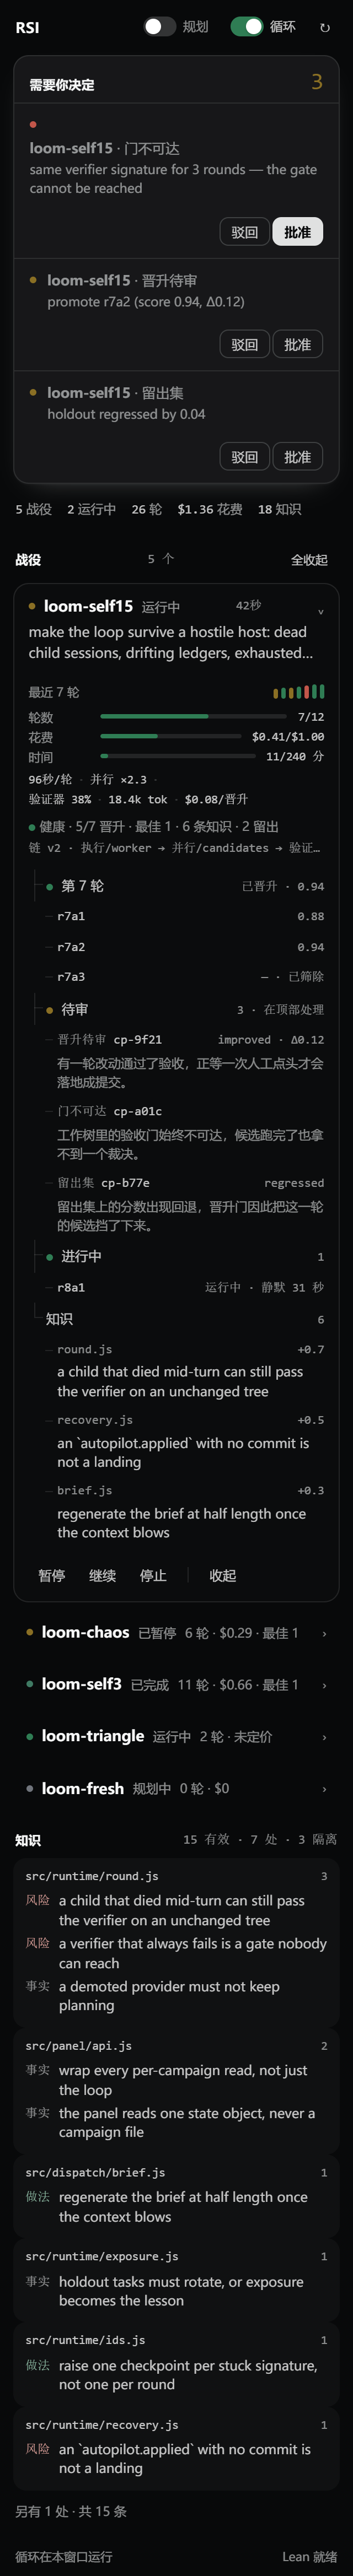 RSI 规划 循环 ↻
需要你决定 3
loom-self15 · 门不可达
same verifier signature for 3 rounds — the gate
cannot be reached
驳回 批准
loom-self15 · 晋升待审
promote r7a2 (score 0.94, Δ0.12)
驳回 批准
loom-self15 · 留出集
holdout regressed by 0.04
驳回 批准
5 战役 2 运行中 26 轮 $1.36 花费 18 知识
战役 5 个 全收起
loom-self15 运行中 42秒 v
make the loop survive a hostile host: dead
child sessions, drifting ledgers, exhausted…
最近 7 轮
轮数 7/12
花费 $0.41/$1.00
时间 11/240 分
96秒/轮 · 并行 ×2.3 ·
验证器 38% · 18.4k tok · $0.08/晋升
健康 · 5/7 晋升 · 最佳 1 · 6 条知识 · 2 留出
链 v2 · 执行/worker → 并行/candidates → 验证…
第 7 轮 已晋升 · 0.94
r7a1 0.88
r7a2 0.94
r7a3 — · 已筛除
待审 3 · 在顶部处理
晋升待审 cp-9f21 improved · Δ0.12
有一轮改动通过了验收，正等一次人工点头才会
落地成提交。
门不可达 cp-a01c
工作树里的验收门始终不可达，候选跑完了也拿
不到一个裁决。
留出集 cp-b77e regressed
留出集上的分数出现回退，晋升门因此把这一轮
的候选挡了下来。
进行中 1
r8a1 运行中 · 静默 31 秒
知识 6
round.js +0.7
a child that died mid-turn can still pass
the verifier on an unchanged tree
recovery.js +0.5
an `autopilot.applied` with no commit is
not a landing
brief.js +0.3
regenerate the brief at half length once
the context blows
暂停 继续 停止 收起
loom-chaos 已暂停 6 轮 · $0.29 · 最佳 1 ›
loom-self3 已完成 11 轮 · $0.66 · 最佳 1 ›
loom-triangle 运行中 2 轮 · 未定价 ›
loom-fresh 规划中 0 轮 · $0 ›
知识 15 有效 · 7 处 · 3 隔离
src/runtime/round.js 3
风险 a child that died mid-turn can still pass
the verifier on an unchanged tree
风险 a verifier that always fails is a gate nobody
can reach
事实 a demoted provider must not keep
planning
src/panel/api.js 2
事实 wrap every per-campaign read, not just
the loop
事实 the panel reads one state object, never a
campaign file
src/dispatch/brief.js 1
做法 regenerate the brief at half length once
the context blows
src/runtime/exposure.js 1
事实 holdout tasks must rotate, or exposure
becomes the lesson
src/runtime/ids.js 1
做法 raise one checkpoint per stuck signature,
not one per round
src/runtime/recovery.js 1
风险 an `autopilot.applied` with no commit is
not a landing
另有 1 处 · 共 15 条
循环在本窗口运行 Lean 就绪